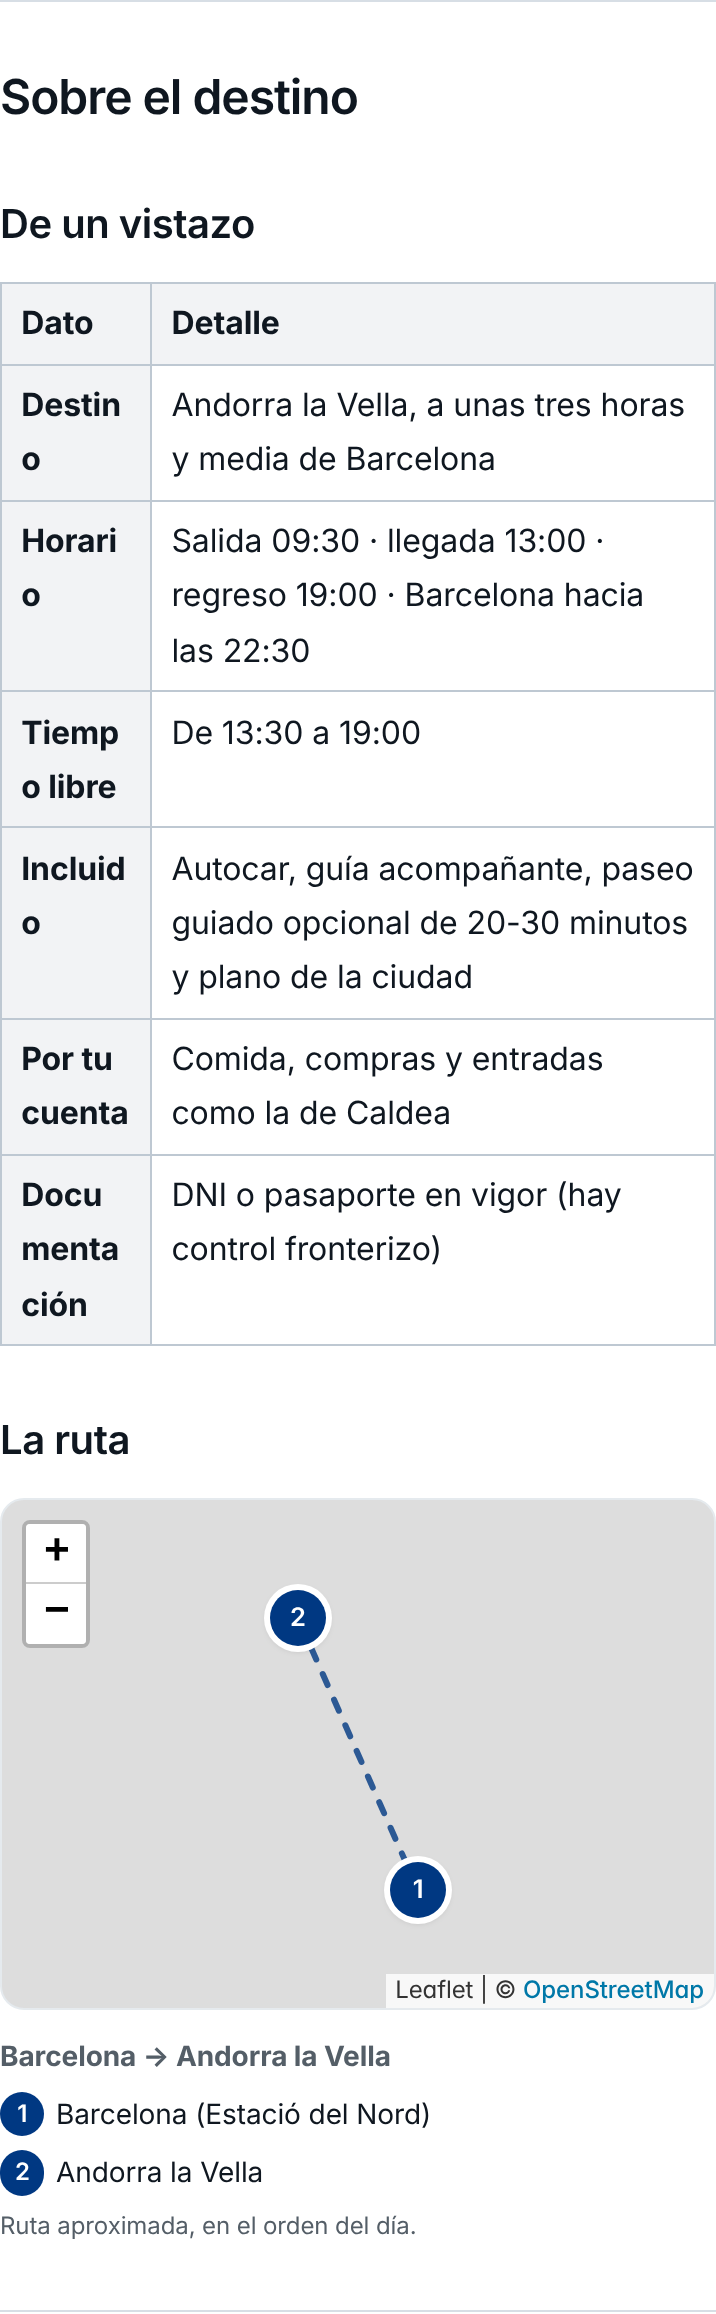 Sobre el destino
De un vistazo
Dato Detalle
Destin Andorra la Vella, a unas tres horas
o y media de Barcelona
Horari Salida 09:30 · llegada 13:00 ·
o regreso 19:00 · Barcelona hacia
las 22:30
Tiemp De 13:30 a 19:00
o libre
Incluid Autocar, guía acompañante, paseo
o guiado opcional de 20-30 minutos
y plano de la ciudad
Por tu Comida, compras y entradas
cuenta como la de Caldea
Docu DNI o pasaporte en vigor (hay
menta control fronterizo)
ción
La ruta
+
−
2
1
Leaflet | © OpenStreetMap
Barcelona → Andorra la Vella
1 Barcelona (Estació del Nord)
2 Andorra la Vella
Ruta aproximada, en el orden del día.